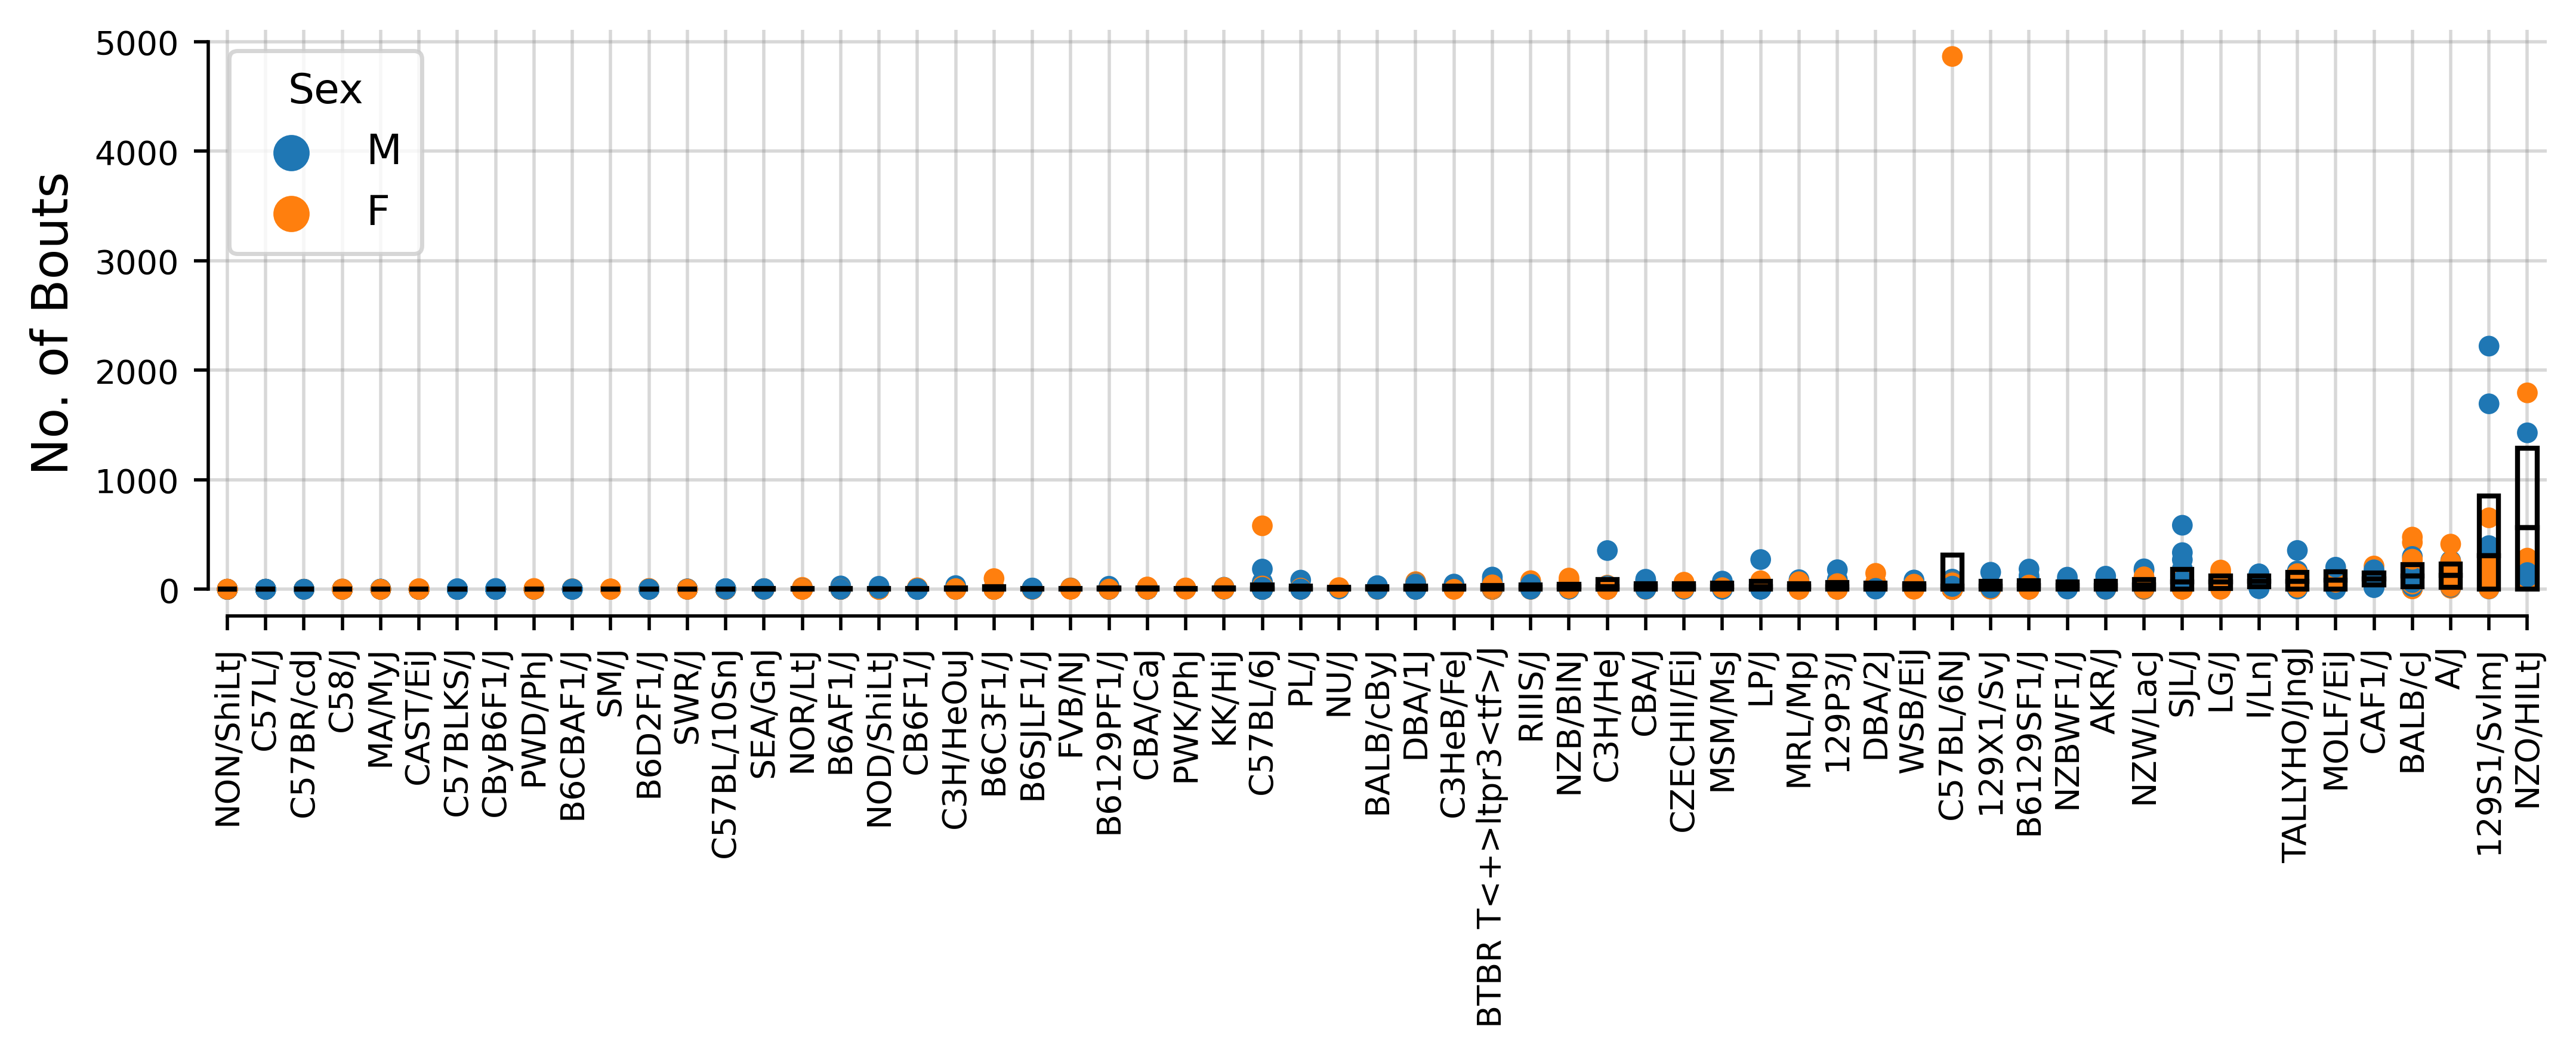 No. of Bouts
5000
4000
3000
2000
1000
0
Sex
M
F
NON/ShiLtJ
C57L/J
C57BR/cdJ
C58/J
MA/MyJ
CAST/EiJ
C57BLKS/J
CByB6F1/J
PWD/PhJ
B6CBAF1/J
SM/J
B6D2F1/J
SWR/J
C57BL/10SnJ
SEA/GnJ
NOR/LtJ
B6AF1/J
NOD/ShiLtJ
CB6F1/J
C3H/HeOuJ
B6C3F1/J
B6SJLF1/J
FVB/NJ
B6129PF1/J
CBA/CaJ
PWK/PhJ
KK/HiJ
C57BL/6J
PL/J
NU/J
BALB/cByJ
DBA/1J
C3HeB/FeJ
BTBR T<+>ltpr3<tf>/J
RIIIS/J
NZB/BINJ
C3H/HeJ
CBA/J
CZECHII/EiJ
MSM/MsJ
LP/J
MRL/MpJ
129P3/J
DBA/2J
WSB/EiJ
C57BL/6NJ
129X1/SvJ
B6129SF1/J
NZBWF1/J
AKR/J
NZW/LacJ
SJL/J
LG/J
I/LnJ
TALLYHO/JngJ
MOLF/EiJ
CAF1/J
BALB/cJ
A/J
129S1/SvImJ
NZO/HILtJ